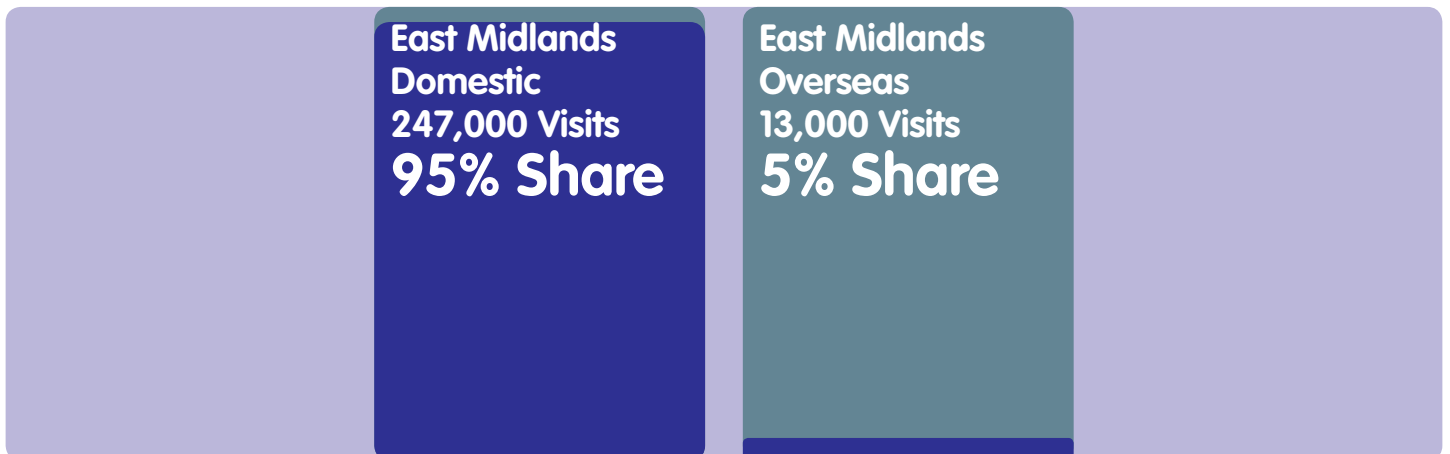 East Midlands
Domestic
247,000 Visits
95% Share
East Midlands
Overseas
13,000 Visits
5% Share